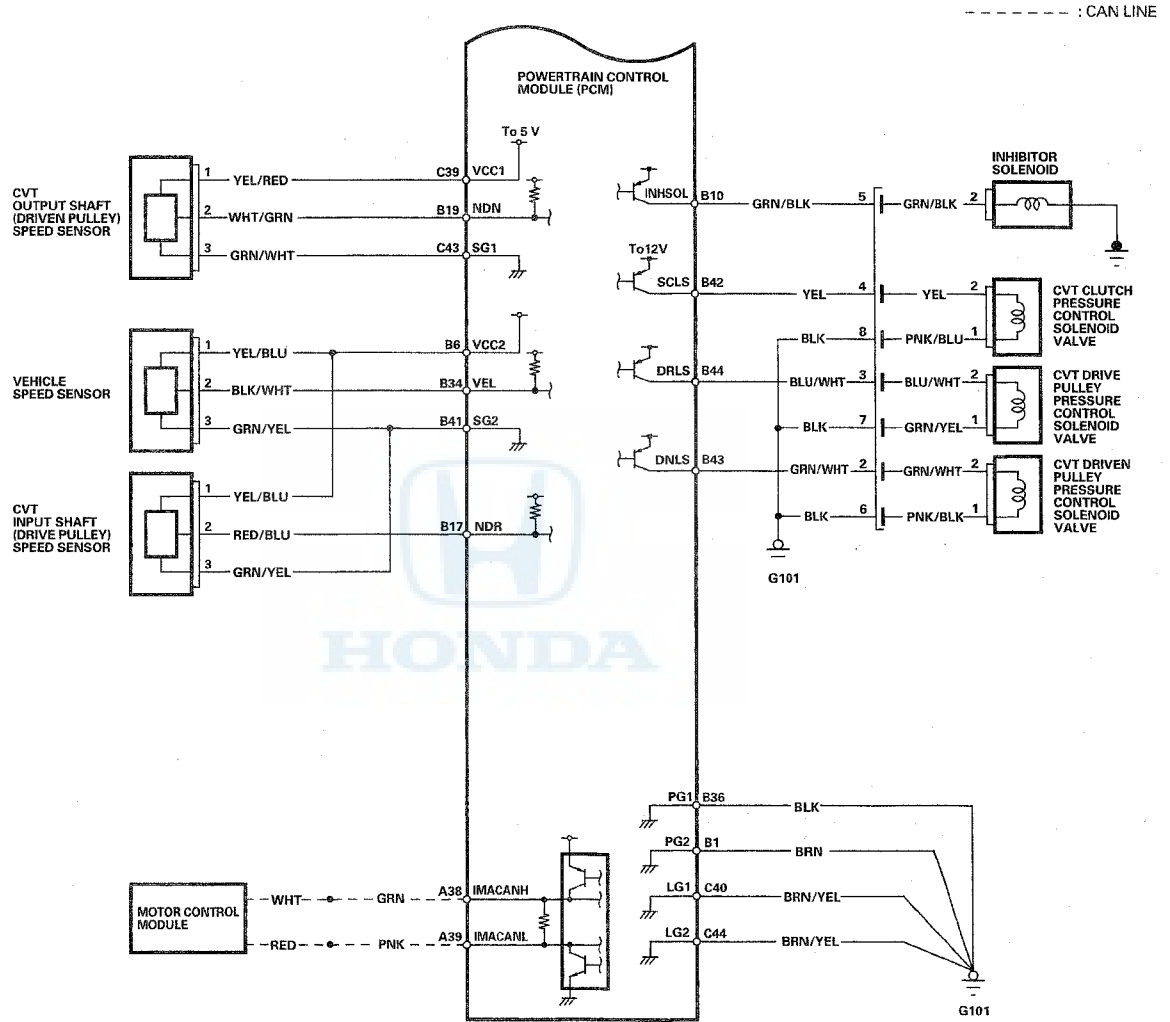 - - - - - - - : CAN LINE
POWERTRAIN CONTROL
MODULE (PCM)
To 5 V
CVT
OUTPUT SHAFT
(DRIVEN PULLEY)
SPEED SENSOR
1 YEL/RED C39 VCC1
2 WHT/GRN B19 NDN
3 GRN/WHT C43 SG1
VEHICLE
SPEED SENSOR
1 YEL/BLU B6 VCC2
2 BLK/WHT B34 VEL
3 GRN/YEL B41 SG2
CVT
INPUT SHAFT
(DRIVE PULLEY)
SPEED SENSOR
1 YEL/BLU
2 RED/BLU B17 NDR
3 GRN/YEL
INHIBITOR
SOLENOID
INHSOL B10 GRN/BLK 5 GRN/BLK 2
To12V
SCLS B42 YEL 4 YEL 2
BLK 8 PNK/BLU 1
CVT CLUTCH
PRESSURE
CONTROL
SOLENOID
VALVE
DRLS B44 BLU/WHT 3 BLU/WHT 2
BLK 7 GRN/YEL 1
CVT DRIVE
PULLEY
PRESSURE
CONTROL
SOLENOID
VALVE
DNLS B43 GRN/WHT 2 GRN/WHT 2
BLK 6 PNK/BLK 1
CVT DRIVEN
PULLEY
PRESSURE
CONTROL
SOLENOID
VALVE
G101
HONDA
PG1 B36 BLK
PG2 B1 BRN
LG1 C40 BRN/YEL
LG2 C44 BRN/YEL
G101
MOTOR CONTROL
MODULE
WHT GRN A38 IMACANH
RED PNK A39 IMACANL